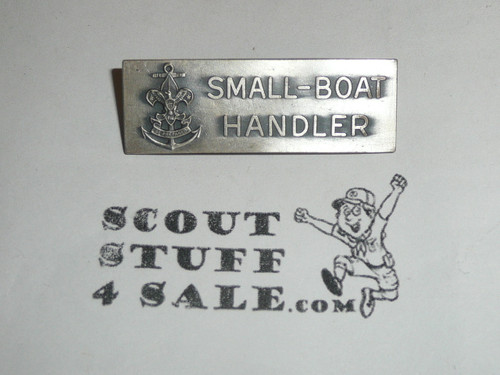 SMALL-BOAT
HANDLER
SCOUT
STUFF
4 SALE.COM